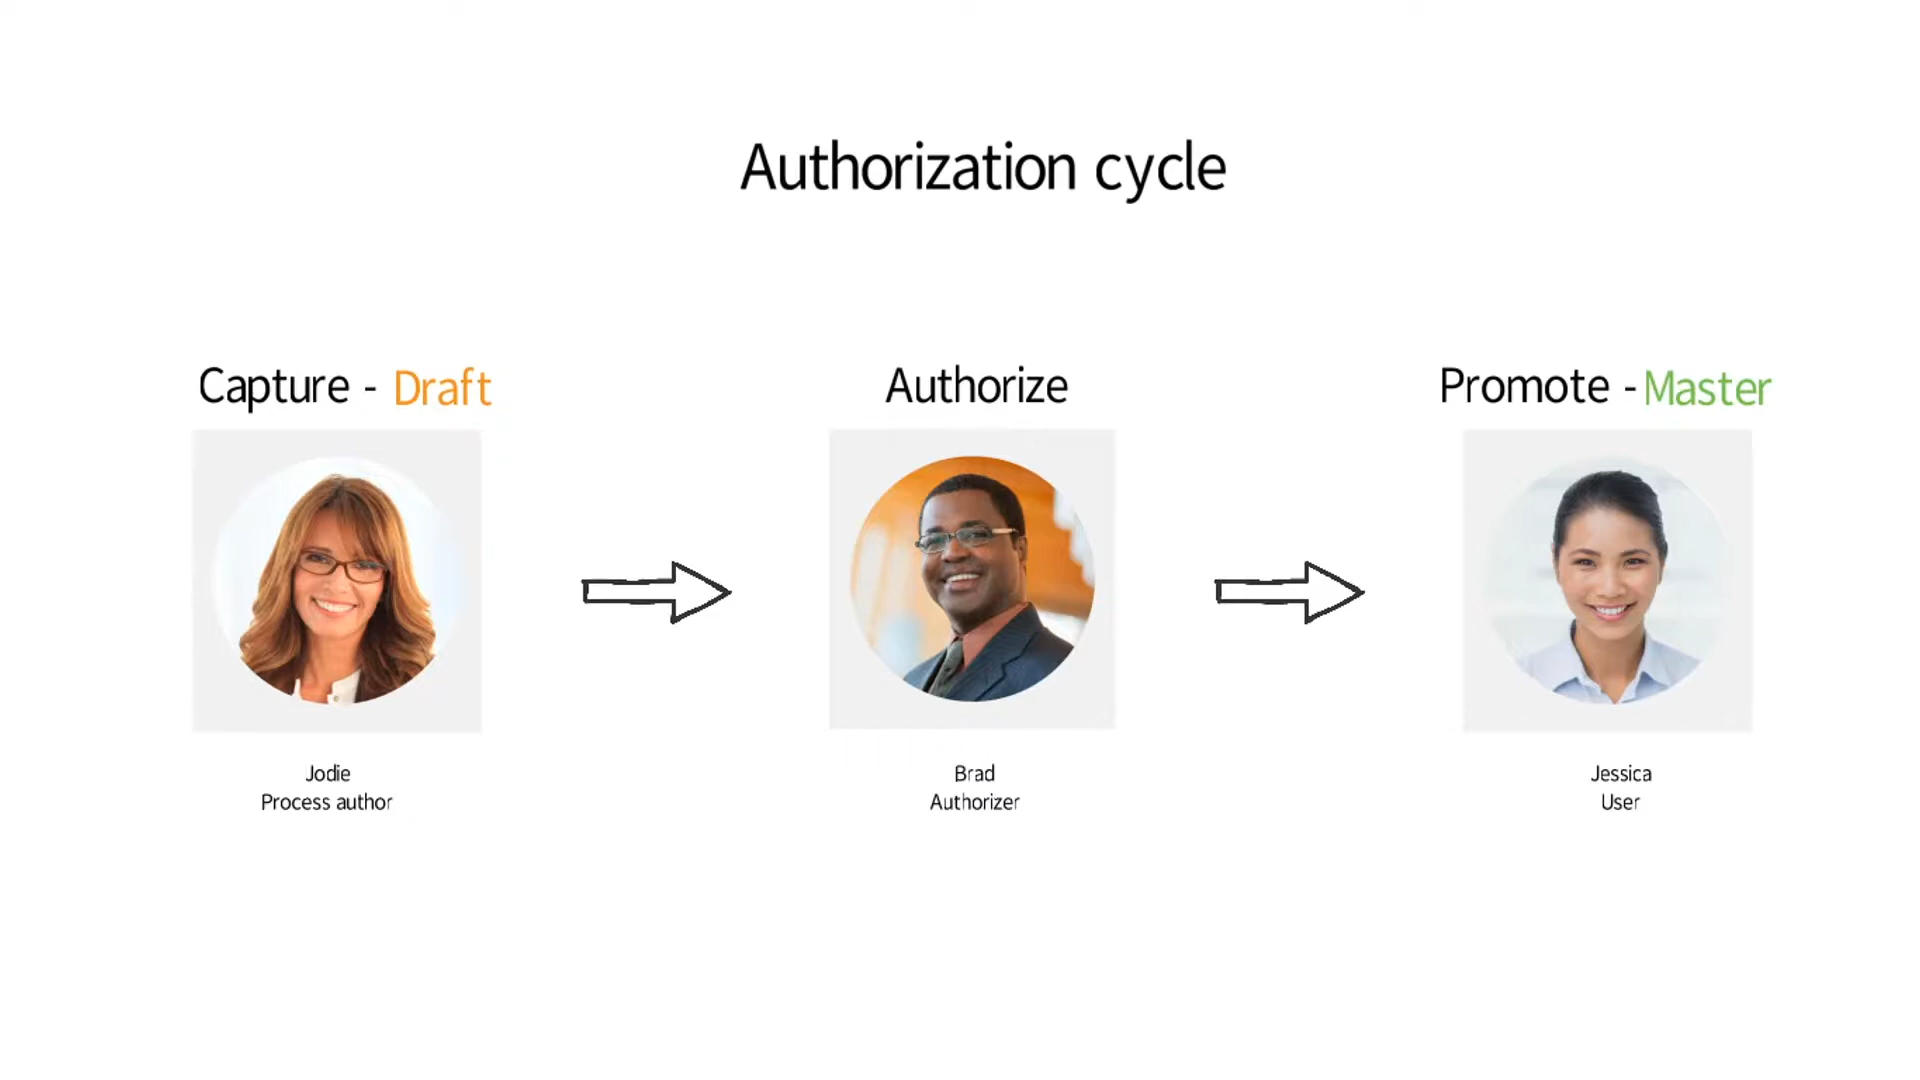 Authorization cycle
Capture - Draft
Authorize
Promote - Master
Jodie
Process author
Brad
Authorizer
Jessica
User